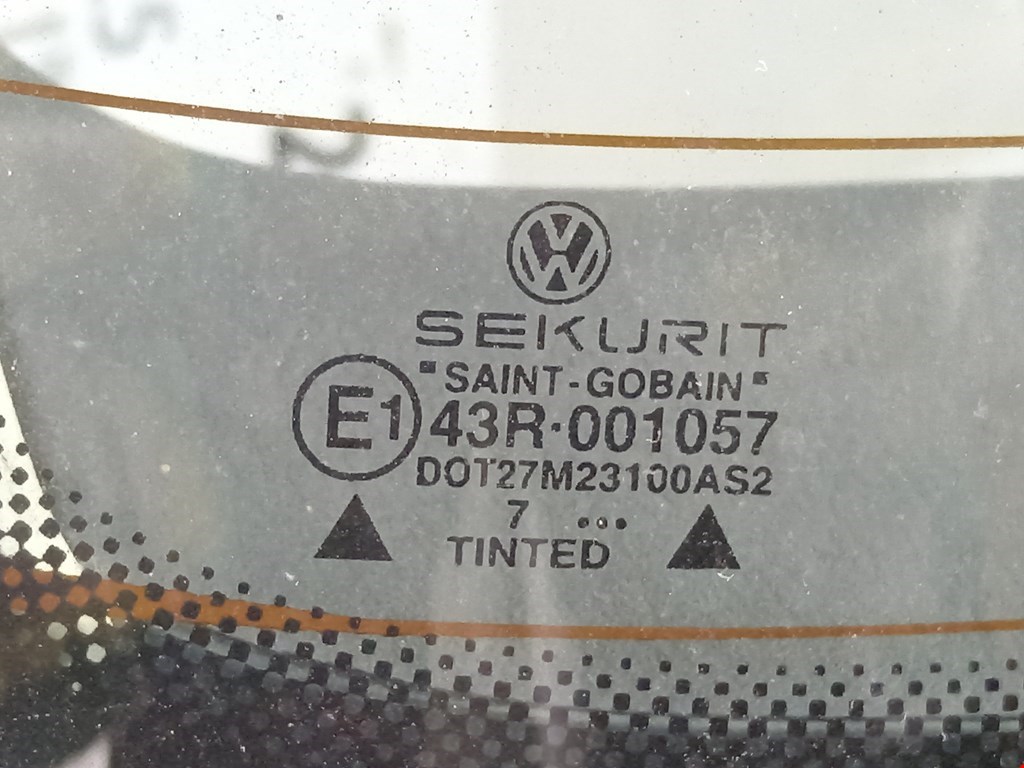 SEKURIT
"SAINT-GOBAIN"
E1 43R·001057
DOT27M23100AS2
7 ...
TINTED